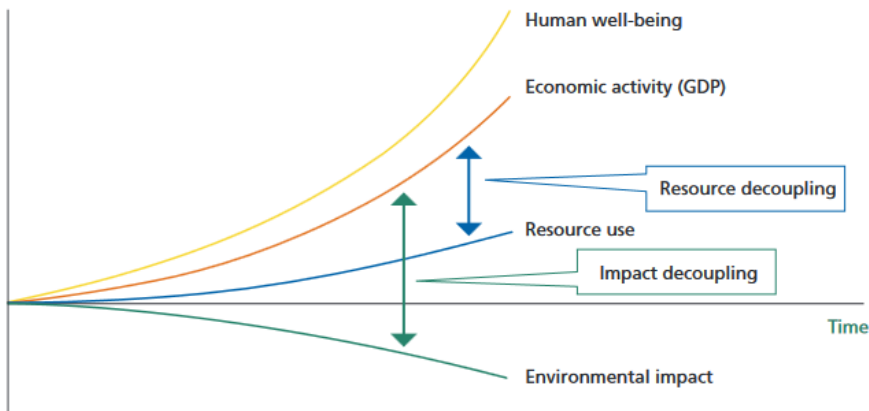 Human well-being
Economic activity (GDP)
Resource decoupling
Resource use
Impact decoupling
Time
Environmental impact